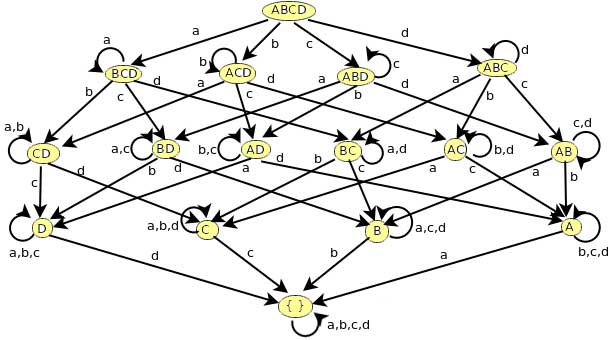 ABCD
a b c d
a b c d
BCD ACD ABD ABC
b c d a c d a b d a b c
a,b a,c b,c a,d b,d c,d
CD BD AD BC AC AB
c d b d a d b c a c a b
a,b,d a,c,d
D C B A
a,b,c b,c,d
d c b a
{ }
a,b,c,d